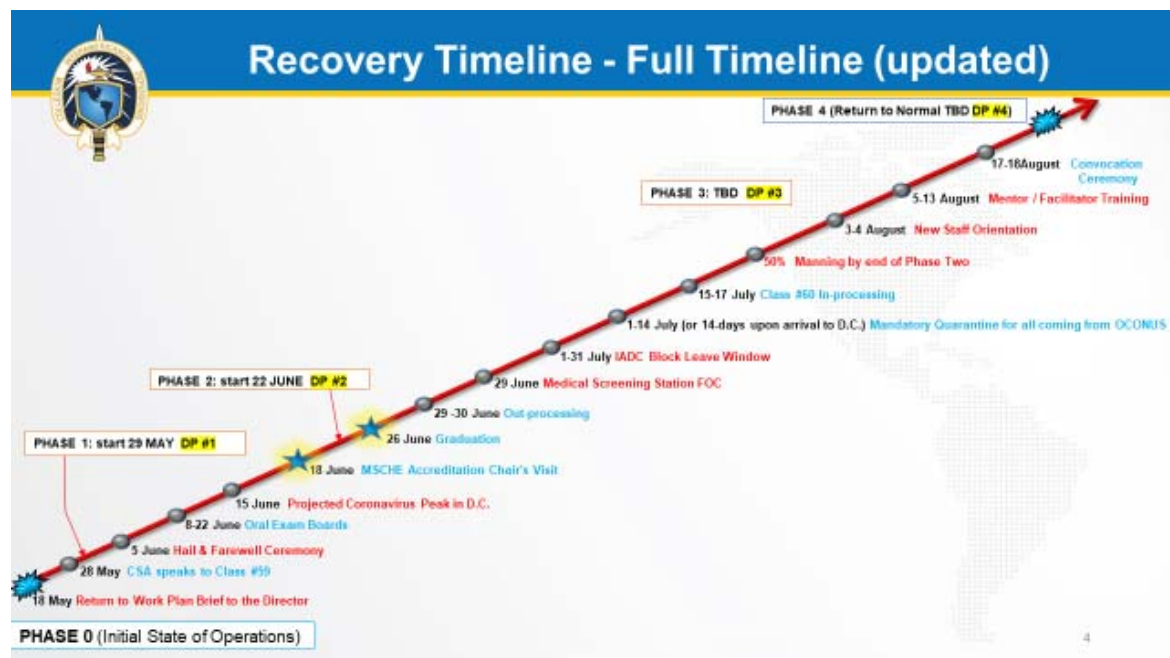 Recovery Timeline - Full Timeline (updated)
PHASE 4 (Return to Normal TBD DP #4)
17-18August Convocation
Ceremony
PHASE 3: TBD DP #3
5-13 August Mentor / Facilitator Training
3-4 August New Staff Orientation
50% Manning by end of Phase Two
15-17 July Class #60 In-processing
1-14 July (or 14-days upon arrival to D.C.) Mandatory Quarantine for all coming from OCONUS
1-31 July IADC Block Leave Window
PHASE 2: start 22 JUNE DP #2
29 June Medical Screening Station FOC
29 -30 June Out-processing
26 June Graduation
PHASE 1: start 29 MAY DP #1
18 June MSCHE Accreditation Chair's Visit
15 June Projected Coronavirus Peak in D.C.
8-22 June Oral Exam Boards
5 June Hail & Farewell Ceremony
28 May CSA speaks to Class #59
18 May Return to Work Plan Brief to the Director
PHASE 0 (Initial State of Operations)
4